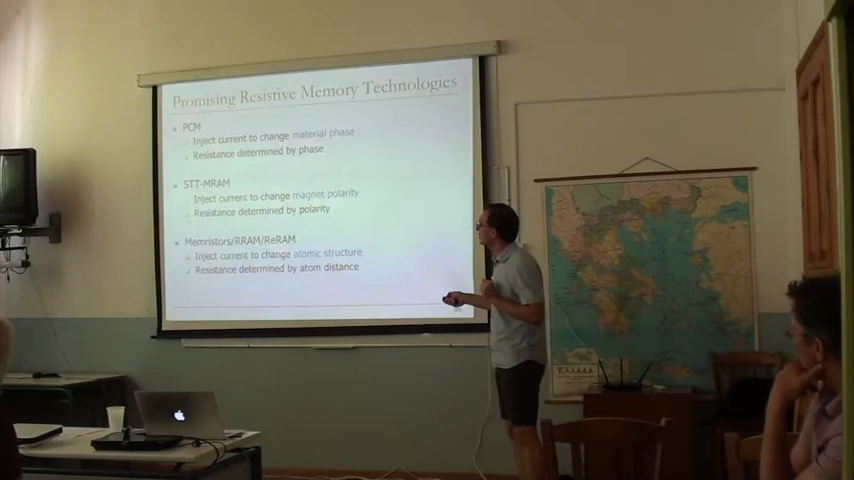 Promising Resistive Memory Technologies
PCM
Inject current to change material phase
Resistance determined by phase
STT-MRAM
Inject current to change magnet polarity
Resistance determined by polarity
Memristors/RRAM/ReRAM
Inject current to change atomic structure
Resistance determined by atom distance
ΕΛΛΑΣ